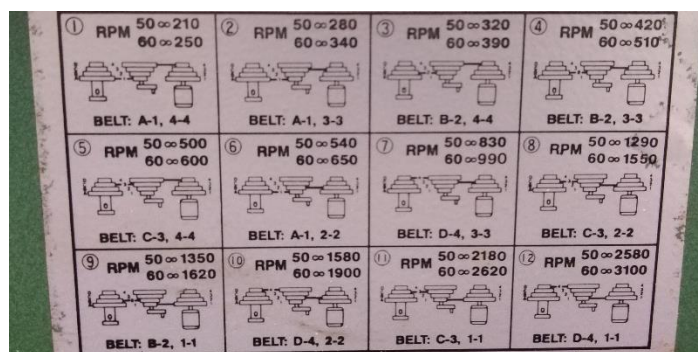 ① RPM 50∞210
60∞250
BELT: A-1, 4-4
② RPM 50∞280
60∞340
BELT: A-1, 3-3
③ RPM 50∞320
60∞390
BELT: B-2, 4-4
④ RPM 50∞420
60∞510
BELT: B-2, 3-3
⑤ RPM 50∞500
60∞600
BELT: C-3, 4-4
⑥ RPM 50∞540
60∞650
BELT: A-1, 2-2
⑦ RPM 50∞830
60∞990
BELT: D-4, 3-3
⑧ RPM 50∞1290
60∞1550
BELT: C-3, 2-2
⑨ RPM 50∞1350
60∞1620
BELT: B-2, 1-1
⑩ RPM 50∞1580
60∞1900
BELT: D-4, 2-2
⑪ RPM 50∞2180
60∞2620
BELT: C-3, 1-1
⑫ RPM 50∞2580
60∞3100
BELT: D-4, 1-1